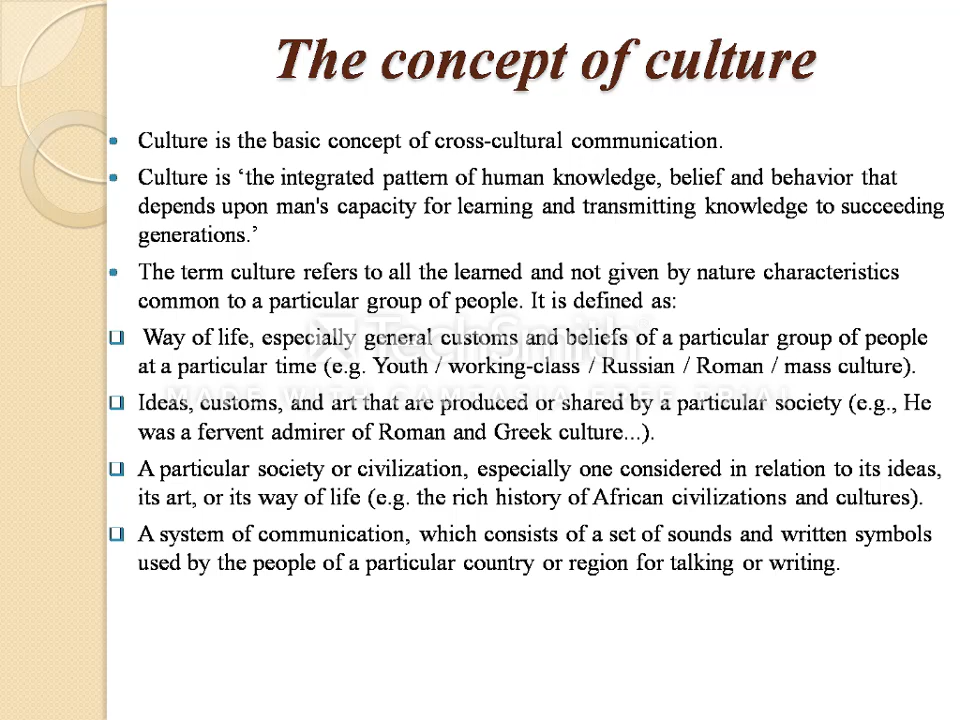 The concept of culture
Culture is the basic concept of cross-cultural communication.
Culture is ‘the integrated pattern of human knowledge, belief and behavior that
depends upon man's capacity for learning and transmitting knowledge to succeeding
generations.’
The term culture refers to all the learned and not given by nature characteristics
common to a particular group of people. It is defined as:
Way of life, especially general customs and beliefs of a particular group of people
at a particular time (e.g. Youth / working-class / Russian / Roman / mass culture).
Ideas, customs, and art that are produced or shared by a particular society (e.g., He
was a fervent admirer of Roman and Greek culture...).
A particular society or civilization, especially one considered in relation to its ideas,
its art, or its way of life (e.g. the rich history of African civilizations and cultures).
A system of communication, which consists of a set of sounds and written symbols
used by the people of a particular country or region for talking or writing.
TechSmith
MADE WITH CAMTASIA FREE TRIAL